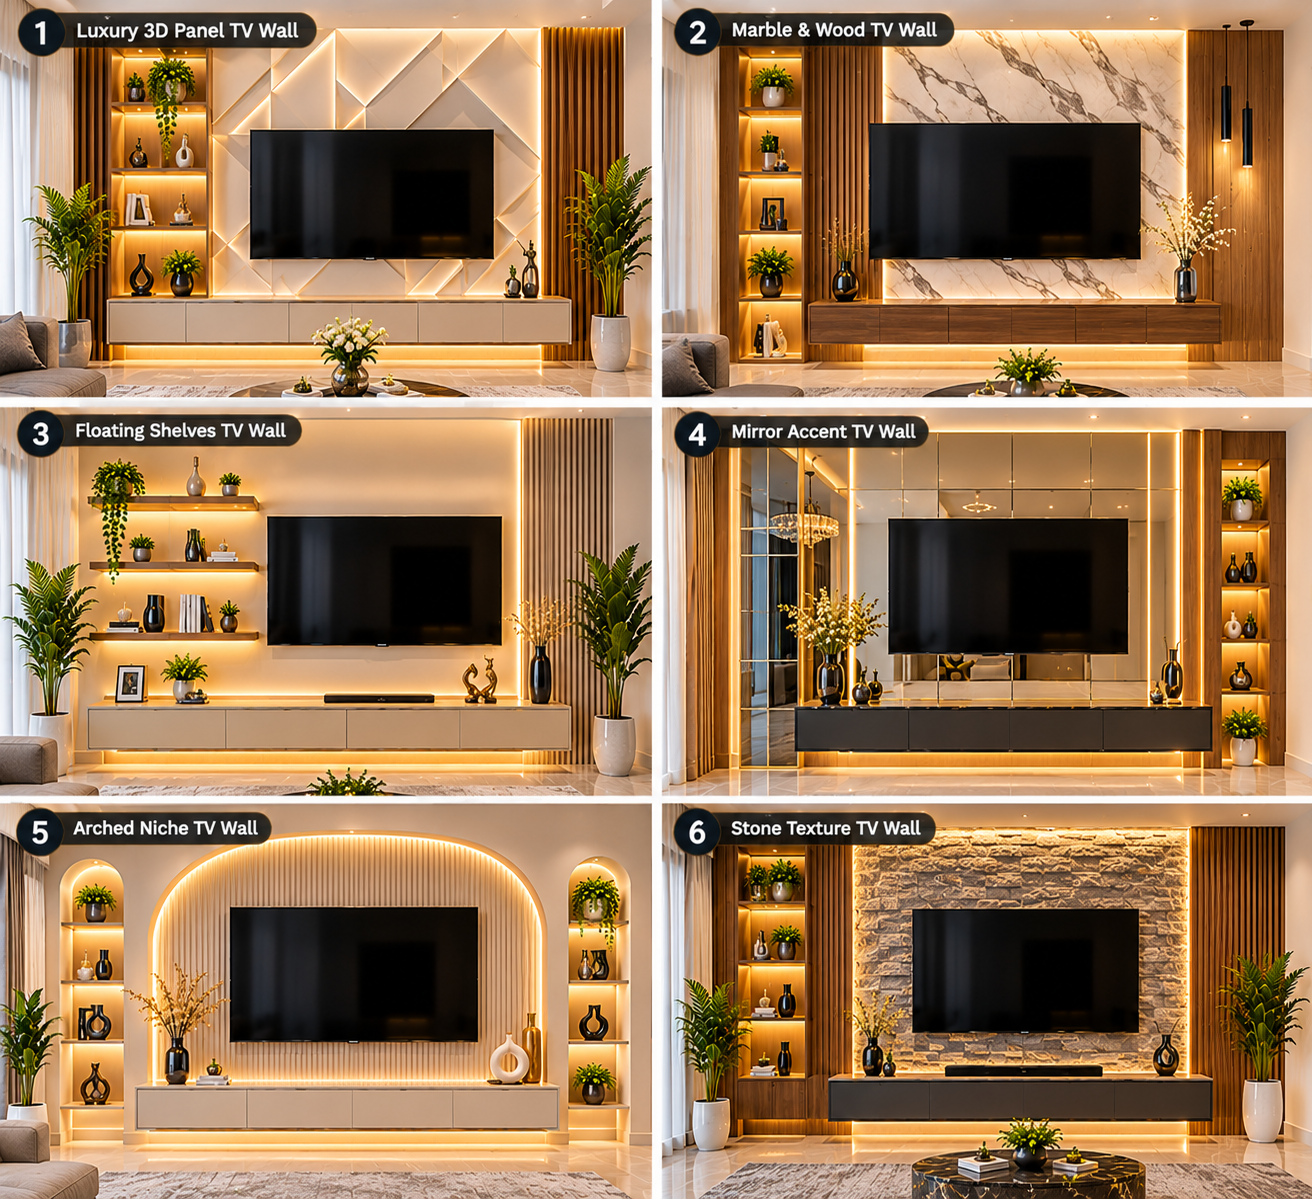 1 Luxury 3D Panel TV Wall
2 Marble & Wood TV Wall
3 Floating Shelves TV Wall
4 Mirror Accent TV Wall
5 Arched Niche TV Wall
6 Stone Texture TV Wall